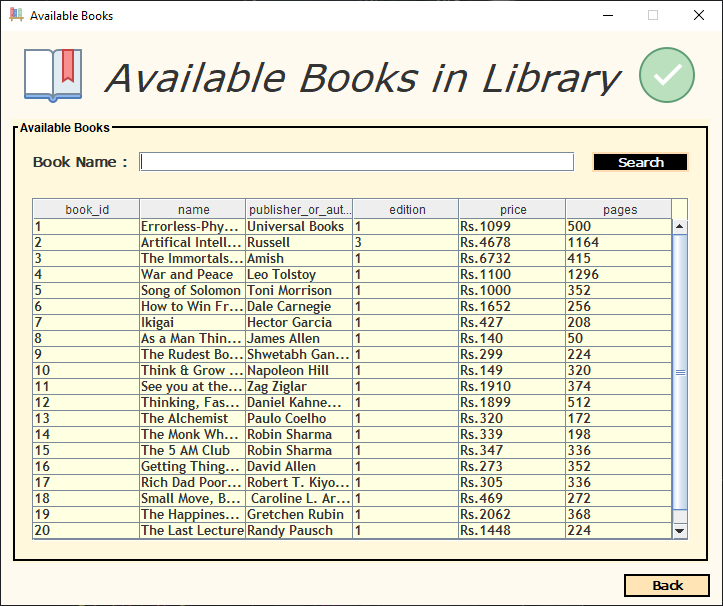 Available Books
Available Books in Library
Available Books
Book Name :
Search
book_id name publisher_or_aut... edition price pages
1 Errorless-Phy... Universal Books 1 Rs.1099 500
2 Artifical Intell... Russell 3 Rs.4678 1164
3 The Immortals... Amish 1 Rs.6732 415
4 War and Peace Leo Tolstoy 1 Rs.1100 1296
5 Song of Solomon Toni Morrison 1 Rs.1000 352
6 How to Win Fr... Dale Carnegie 1 Rs.1652 256
7 Ikigai Hector Garcia 1 Rs.427 208
8 As a Man Thin... James Allen 1 Rs.140 50
9 The Rudest Bo... Shwetabh Gan... 1 Rs.299 224
10 Think & Grow ... Napoleon Hill 1 Rs.149 320
11 See you at the... Zag Ziglar 1 Rs.1910 374
12 Thinking, Fas... Daniel Kahne... 1 Rs.1899 512
13 The Alchemist Paulo Coelho 1 Rs.320 172
14 The Monk Wh... Robin Sharma 1 Rs.339 198
15 The 5 AM Club Robin Sharma 1 Rs.347 336
16 Getting Thing... David Allen 1 Rs.273 352
17 Rich Dad Poor... Robert T. Kiyo... 1 Rs.305 336
18 Small Move, B... Caroline L. Ar... 1 Rs.469 272
19 The Happines... Gretchen Rubin 1 Rs.2062 368
20 The Last Lecture Randy Pausch 1 Rs.1448 224
Back